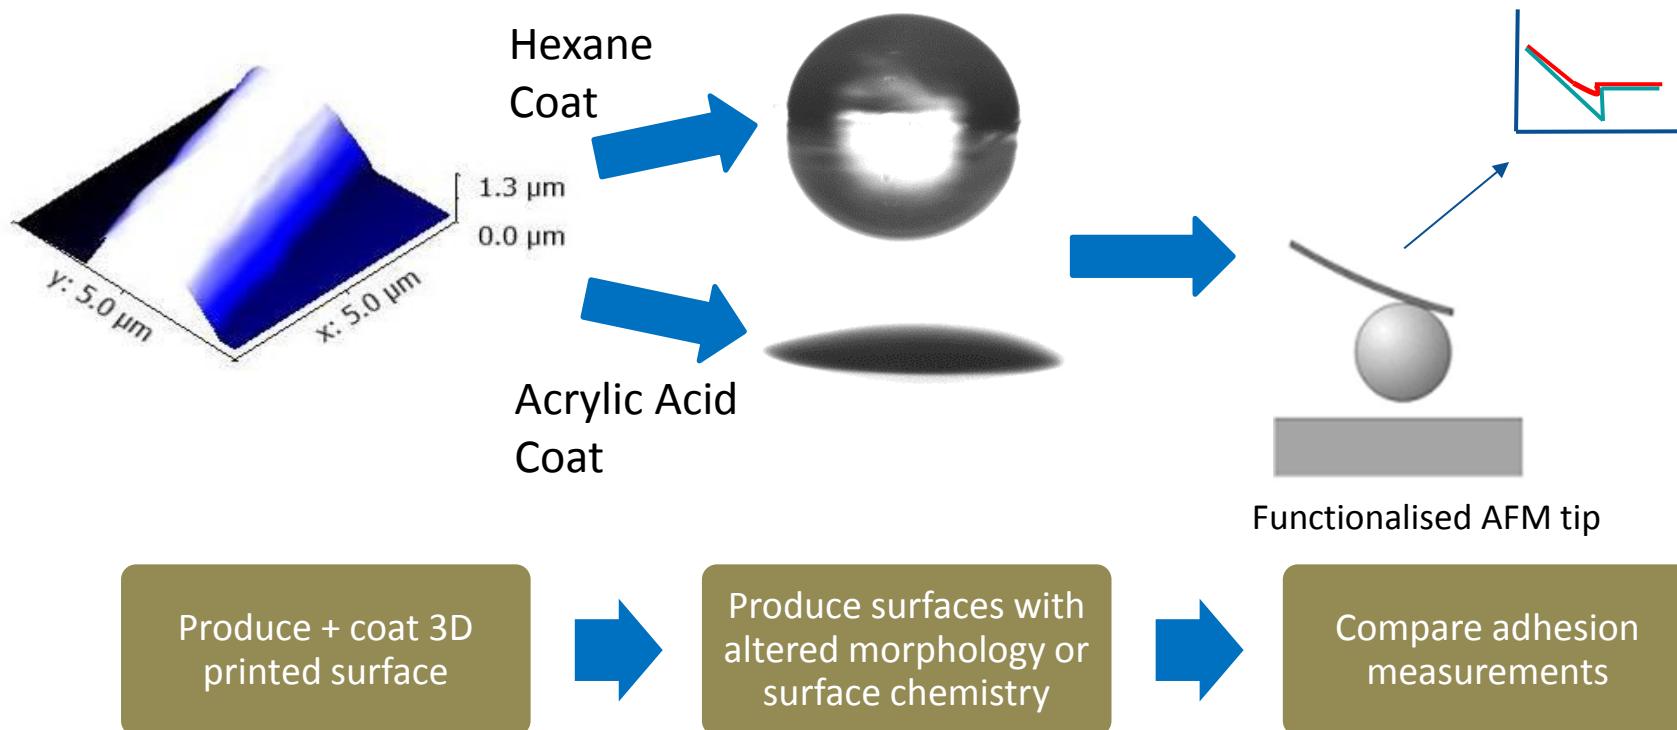 Hexane
Coat
1.3 µm
0.0 µm
y: 5.0 µm
x: 5.0 µm
Acrylic Acid
Coat
Functionalised AFM tip
Produce + coat 3D
printed surface
Produce surfaces with
altered morphology or
surface chemistry
Compare adhesion
measurements